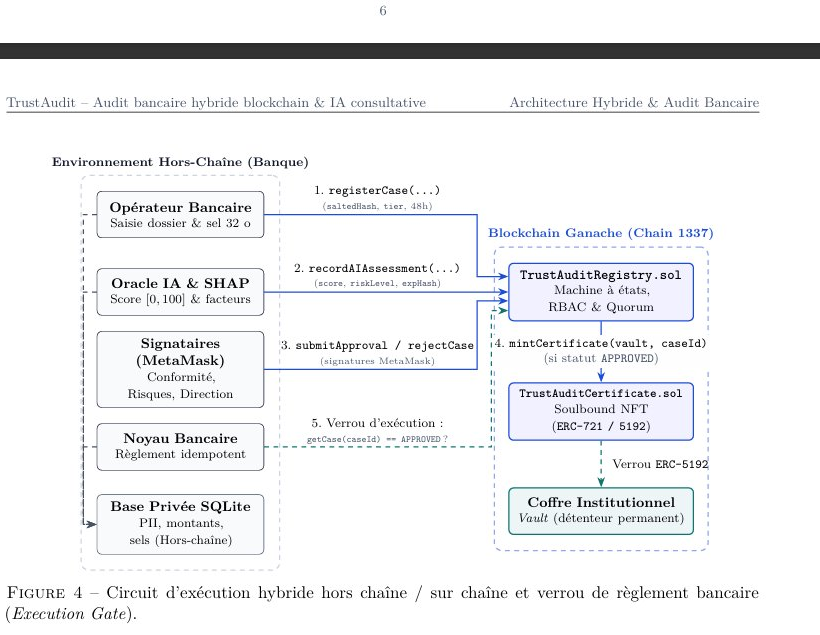 6
TrustAudit – Audit bancaire hybride blockchain & IA consultative
Architecture Hybride & Audit Bancaire
Environnement Hors-Chaîne (Banque)
Opérateur Bancaire
Saisie dossier & sel 32 o
1. registerCase(...)
(saltedHash, tier, 48h)
Blockchain Ganache (Chain 1337)
Oracle IA & SHAP
Score [0, 100] & facteurs
2. recordAIAssessment(...)
(score, riskLevel, expHash)
TrustAuditRegistry.sol
Machine à états,
RBAC & Quorum
Signataires
(MetaMask)
Conformité,
Risques, Direction
3. submitApproval / rejectCase
(signatures MetaMask)
4. mintCertificate(vault, caseId)
(si statut APPROVED)
TrustAuditCertificate.sol
Soulbound NFT
(ERC-721 / 5192)
Noyau Bancaire
Règlement idempotent
5. Verrou d'exécution :
getCase(caseId) == APPROVED ?
Verrou ERC-5192
Base Privée SQLite
PII, montants,
sels (Hors-chaîne)
Coffre Institutionnel
Vault (détenteur permanent)
Figure 4 – Circuit d'exécution hybride hors chaîne / sur chaîne et verrou de règlement bancaire
(Execution Gate).